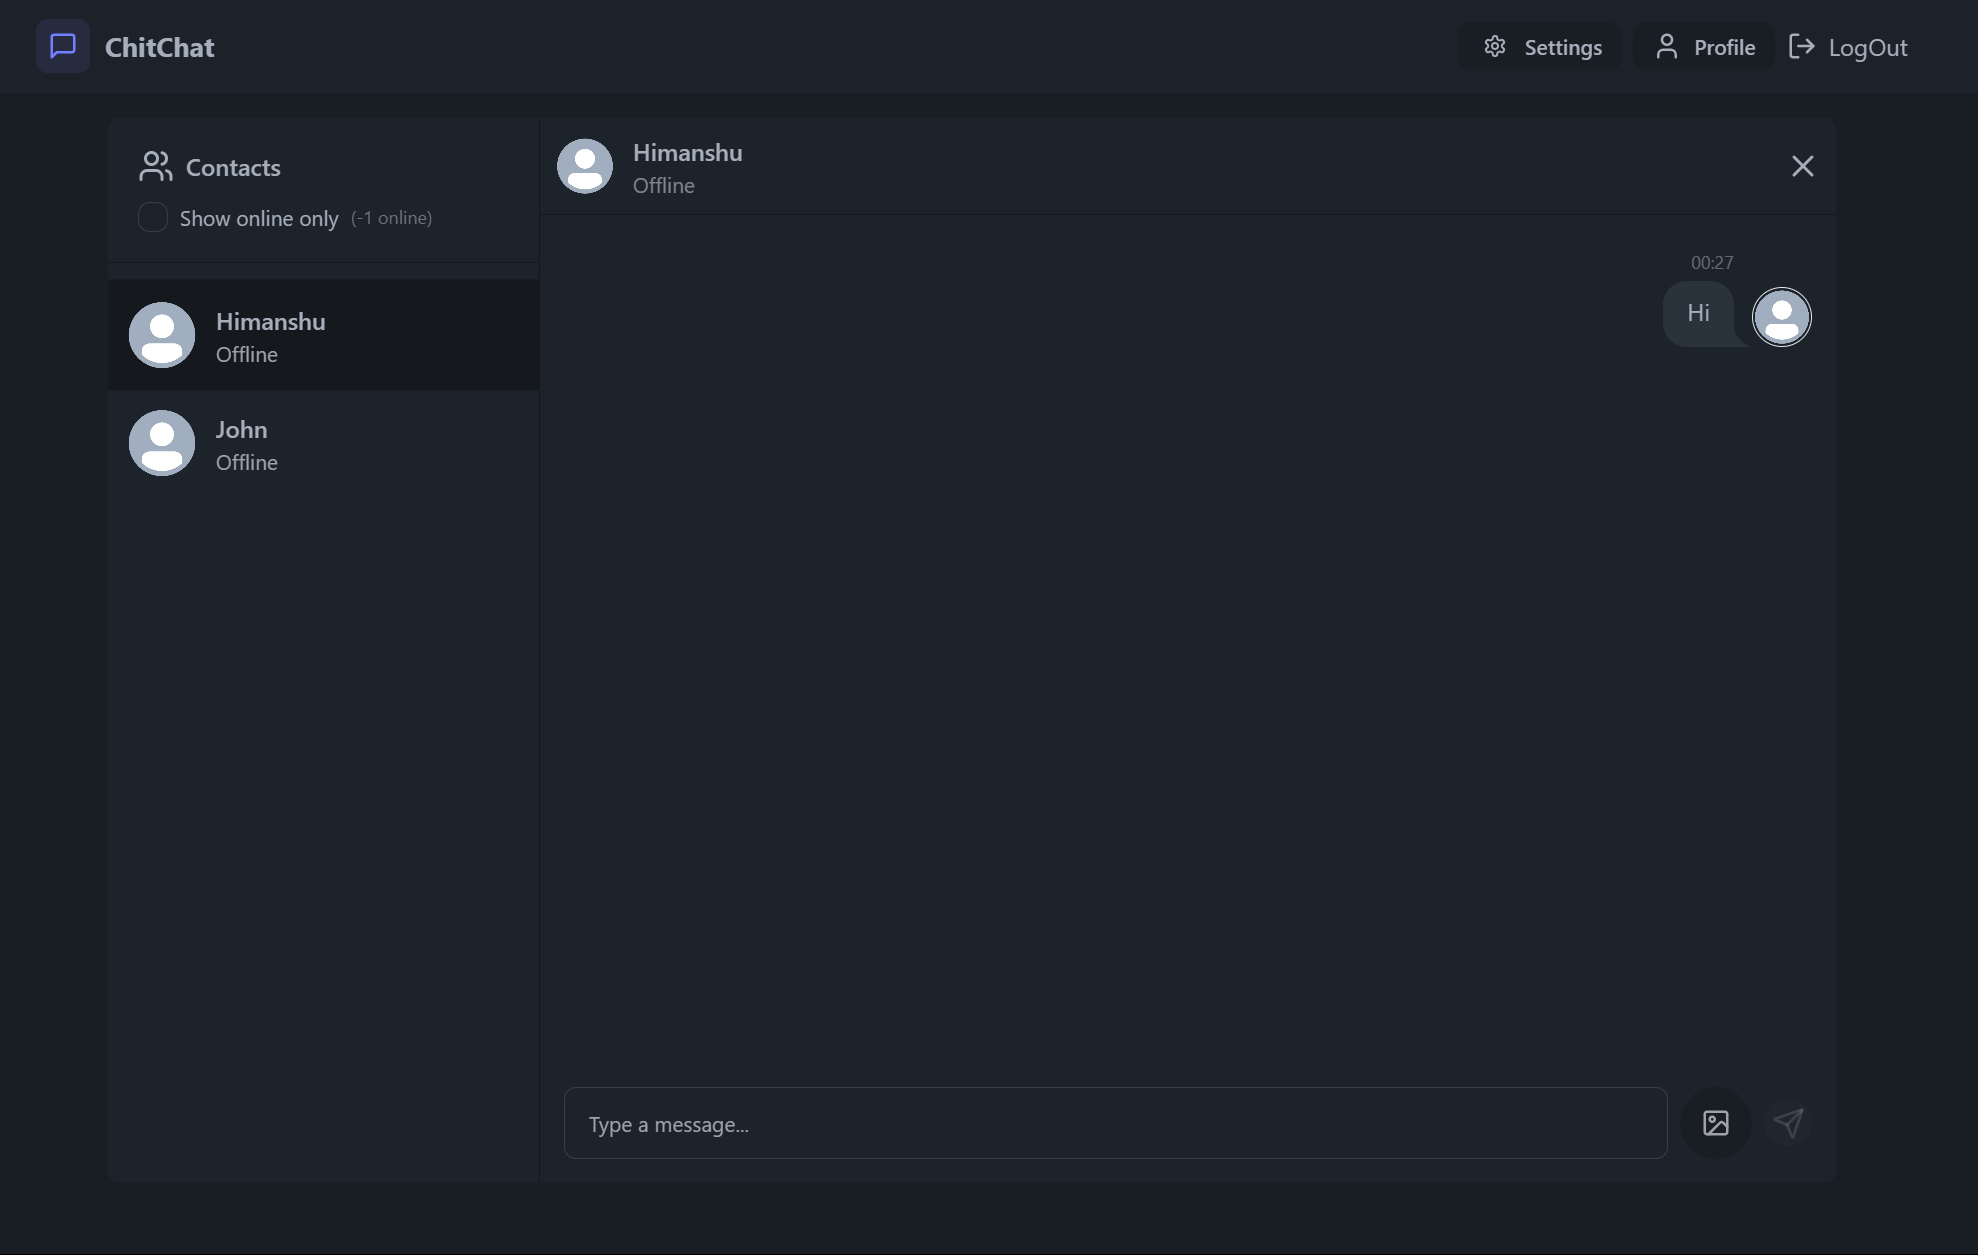 ChitChat
Settings
Profile
LogOut
Contacts
Show online only (-1 online)
Himanshu
Offline
John
Offline
Himanshu
Offline
00:27
Hi
Type a message...